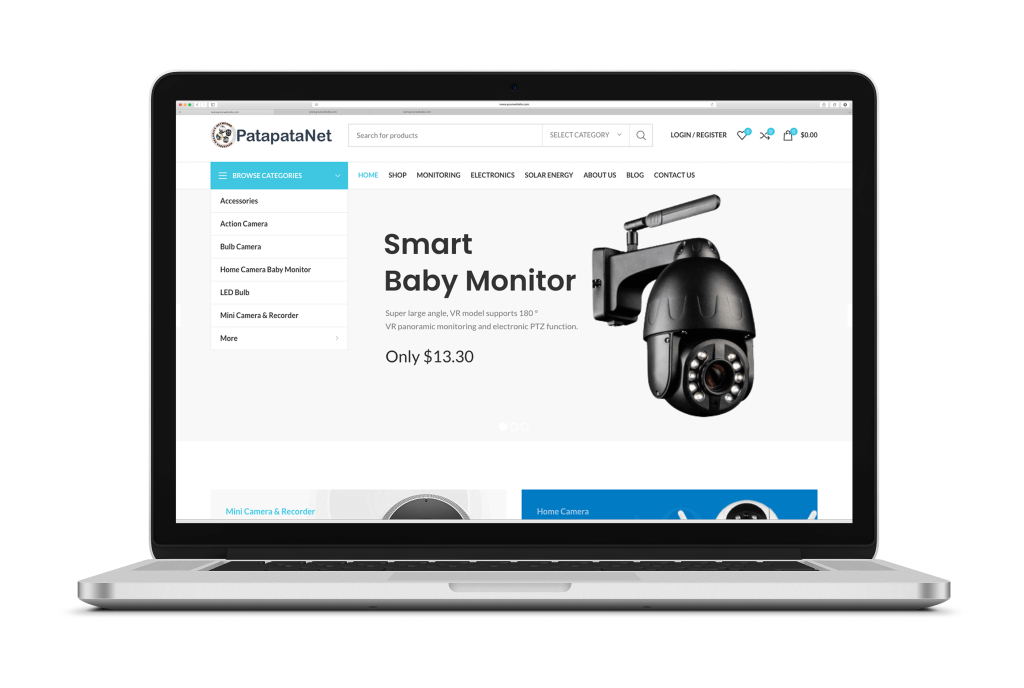 PatapataNet
Search for products
SELECT CATEGORY
LOGIN / REGISTER
0
0
0
$0.00
BROWSE CATEGORIES
HOME
SHOP
MONITORING
ELECTRONICS
SOLAR ENERGY
ABOUT US
BLOG
CONTACT US
Accessories
Action Camera
Bulb Camera
Home Camera Baby Monitor
LED Bulb
Mini Camera & Recorder
More
Smart
Baby Monitor
Super large angle, VR model supports 180 °
VR panoramic monitoring and electronic PTZ function.
Only $13.30
Mini Camera & Recorder
Home Camera